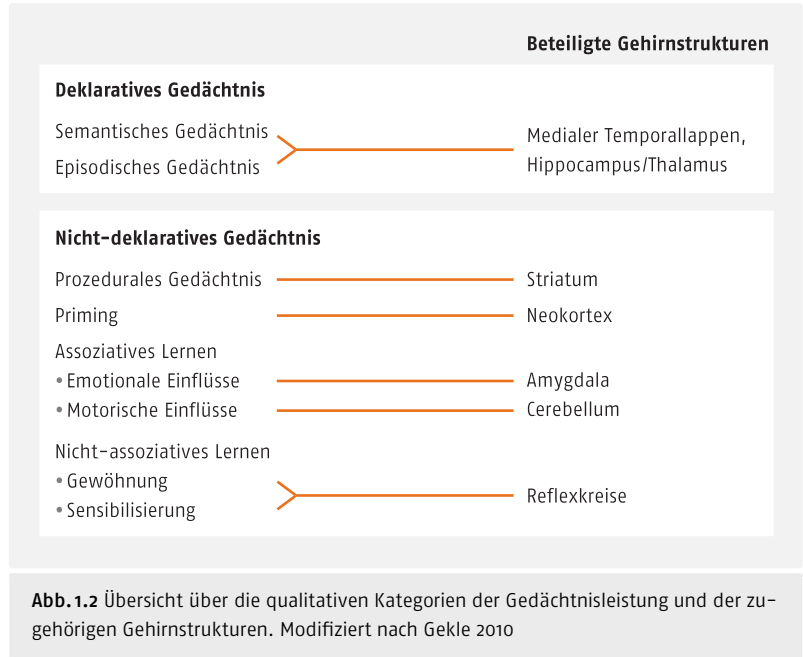 Beteiligte Gehirnstrukturen
Deklaratives Gedächtnis
Semantisches Gedächtnis
Episodisches Gedächtnis
Medialer Temporallappen,
Hippocampus/Thalamus
Nicht-deklaratives Gedächtnis
Prozedurales Gedächtnis Striatum
Priming Neokortex
Assoziatives Lernen
• Emotionale Einflüsse Amygdala
• Motorische Einflüsse Cerebellum
Nicht-assoziatives Lernen
• Gewöhnung
• Sensibilisierung
Reflexkreise
Abb. 1.2 Übersicht über die qualitativen Kategorien der Gedächtnisleistung und der zu-
gehörigen Gehirnstrukturen. Modifiziert nach Gekle 2010